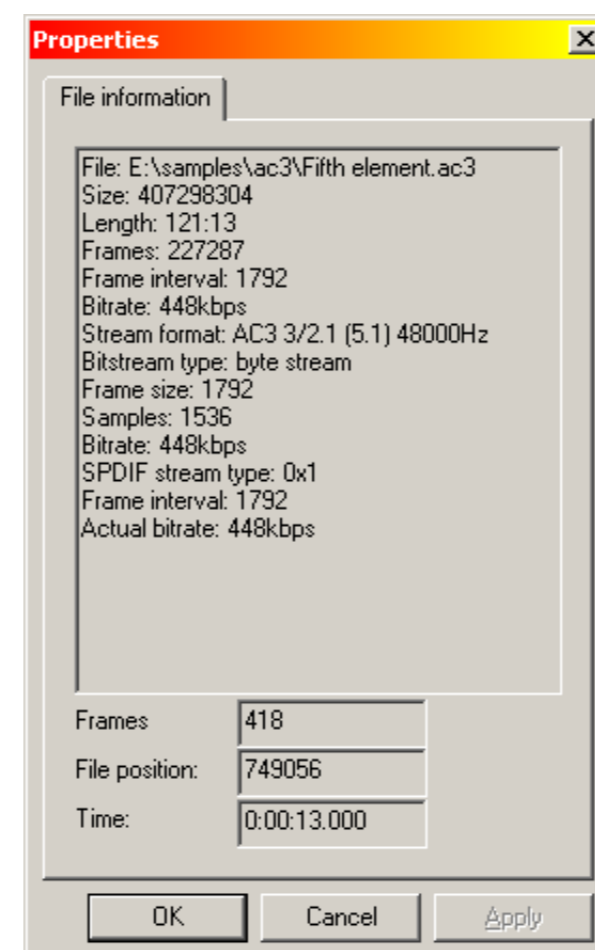 Properties
File information
File: E:\samples\ac3\Fifth element.ac3
Size: 407298304
Length: 121:13
Frames: 227287
Frame interval: 1792
Bitrate: 448kbps
Stream format: AC3 3/2.1 (5.1) 48000Hz
Bitstream type: byte stream
Frame size: 1792
Samples: 1536
Bitrate: 448kbps
SPDIF stream type: 0x1
Frame interval: 1792
Actual bitrate: 448kbps
Frames 418
File position: 749056
Time: 0:00:13.000
OK Cancel Apply